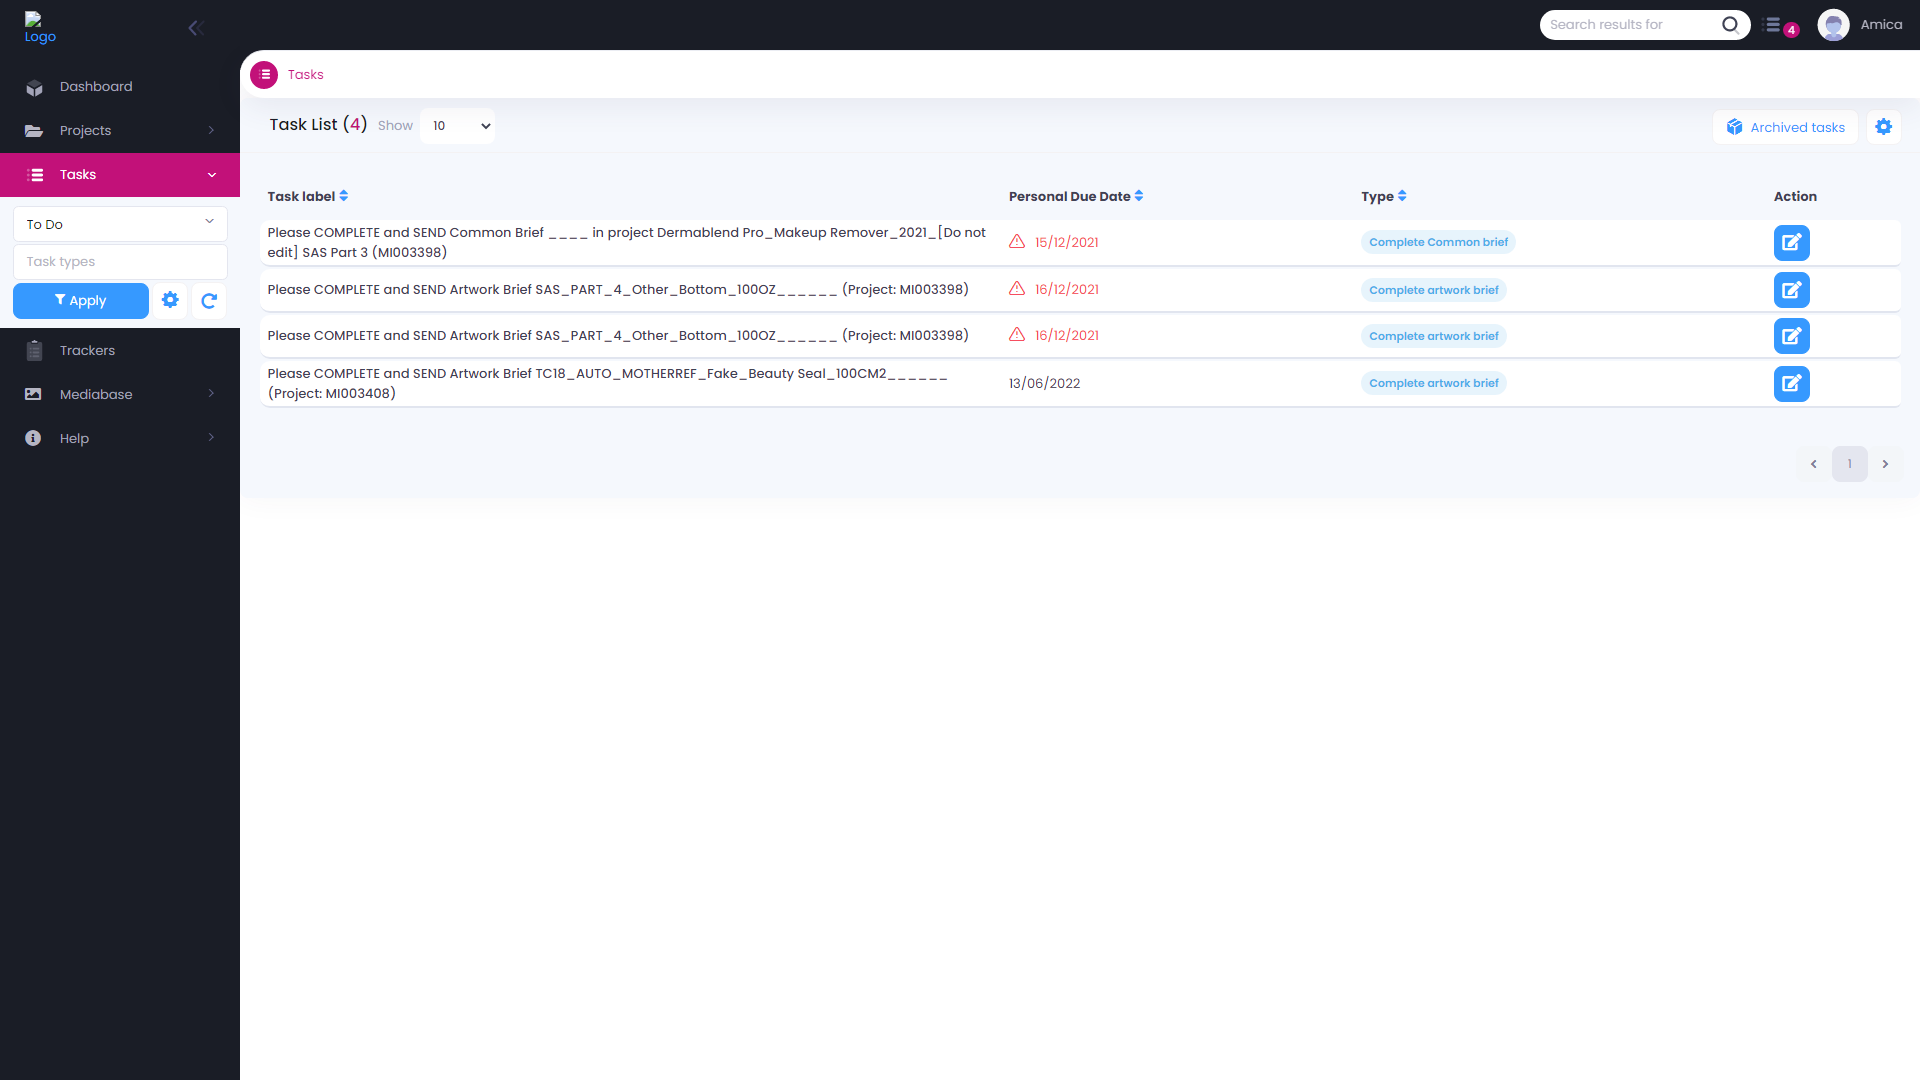 Logo
Search results for
4
Amica
Dashboard
Projects
Tasks
To Do
Task types
Apply
Trackers
Mediabase
Help
Tasks
Task List (4) Show 10
Archived tasks
Task label Personal Due Date Type Action
Please COMPLETE and SEND Common Brief ____ in project Dermablend Pro_Makeup Remover_2021_[Do not
edit] SAS Part 3 (MI003398)
15/12/2021
Complete Common brief
Please COMPLETE and SEND Artwork Brief SAS_PART_4_Other_Bottom_100OZ______ (Project: MI003398)
16/12/2021
Complete artwork brief
Please COMPLETE and SEND Artwork Brief SAS_PART_4_Other_Bottom_100OZ______ (Project: MI003398)
16/12/2021
Complete artwork brief
Please COMPLETE and SEND Artwork Brief TC18_AUTO_MOTHERREF_Fake_Beauty Seal_100CM2______
(Project: MI003408)
13/06/2022
Complete artwork brief
1